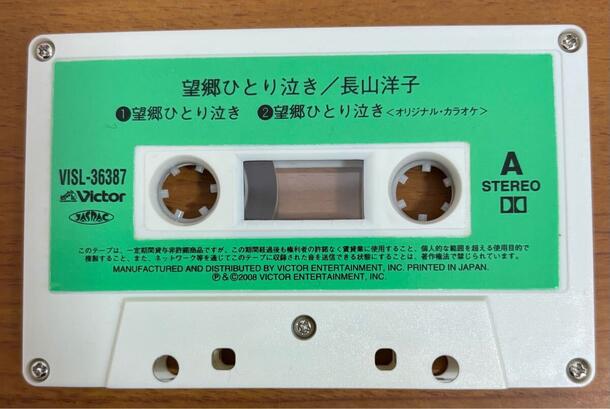 望郷ひとり泣き／長山洋子
❶望郷ひとり泣き ❷望郷ひとり泣き<オリジナル・カラオケ>
VISL-36387
Victor
JASRAC
A
STEREO
このテープは、一定期間貸与非許諾商品ですが、この期間経過後も権利者の許諾なく賃貸業に使用すること、個人的な範囲を超える使用目的で
複製すること、また、ネットワーク等を通じてこのテープに収録された音を送信できる状態にすることは、著作権法で禁じられています。
MANUFACTURED AND DISTRIBUTED BY VICTOR ENTERTAINMENT, INC. PRINTED IN JAPAN.
℗&©2008 VICTOR ENTERTAINMENT, INC.